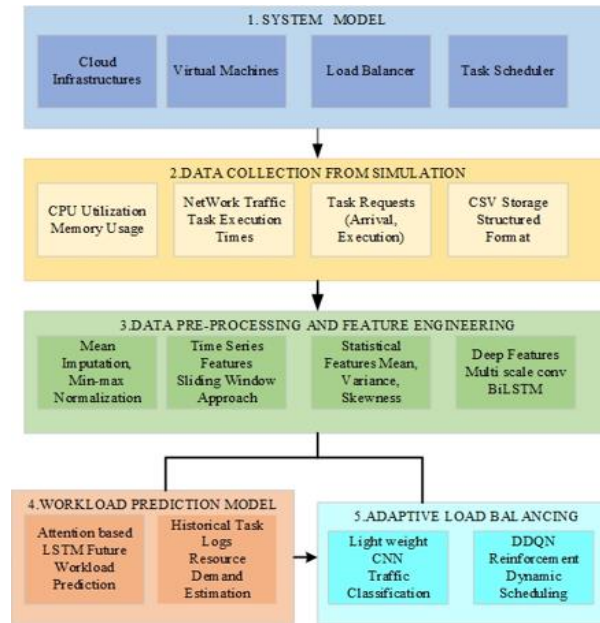 1. SYSTEM MODEL
Cloud
Infrastructures
Virtual Machines
Load Balancer
Task Scheduler
2.DATA COLLECTION FROM SIMULATION
CPU Utilization
Memory Usage
NetWork Traffic
Task Execution
Times
Task Requests
(Arrival,
Execution)
CSV Storage
Structured
Format
3.DATA PRE-PROCESSING AND FEATURE ENGINEERING
Mean
Imputation,
Min-max
Normalization
Time Series
Features
Sliding Window
Approach
Statistical
Features Mean,
Variance,
Skewness
Deep Features
Multi scale conv
BiLSTM
4.WORKLOAD PREDICTION MODEL
Attention based
LSTM Future
Workload
Prediction
Historical Task
Logs
Resource
Demand
Estimation
5.ADAPTIVE LOAD BALANCING
Light weight
CNN
Traffic
Classification
DDQN
Reinforcement
Dynamic
Scheduling